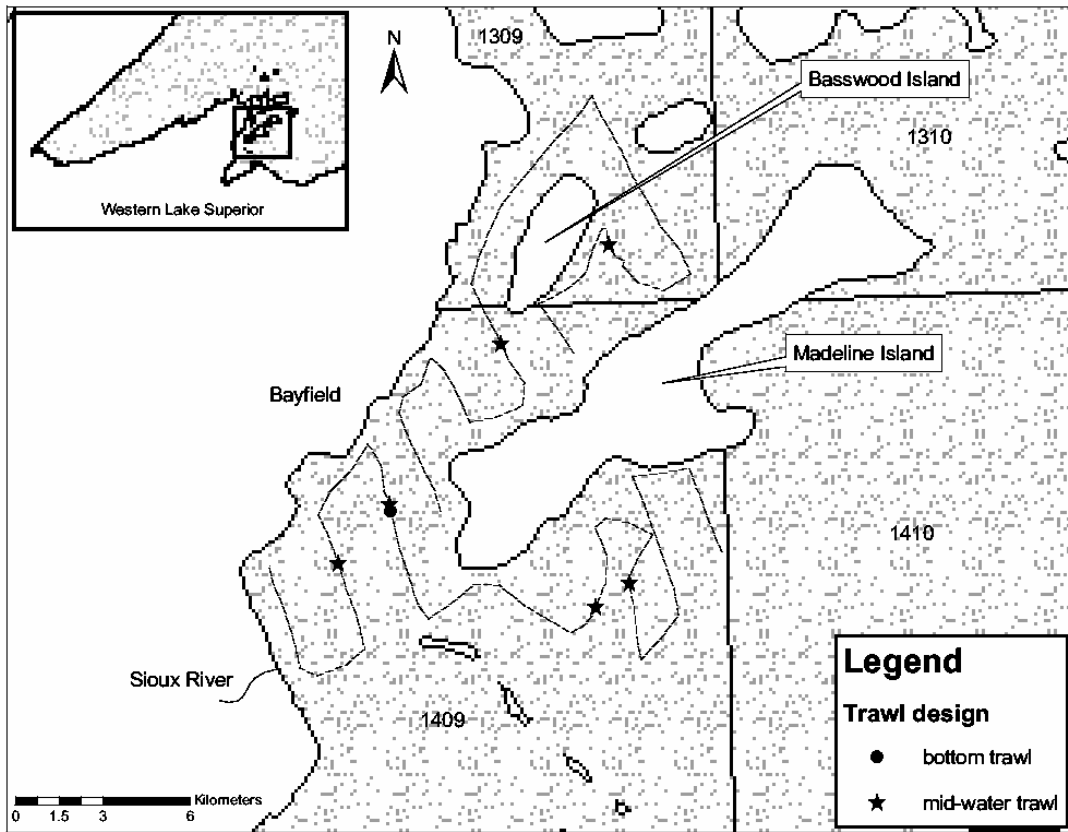 N
1309
Basswood Island
1310
Western Lake Superior
Madeline Island
Bayfield
1410
Sioux River
1409
Legend
Trawl design
bottom trawl
mid-water trawl
Kilometers
0 1.5 3 6